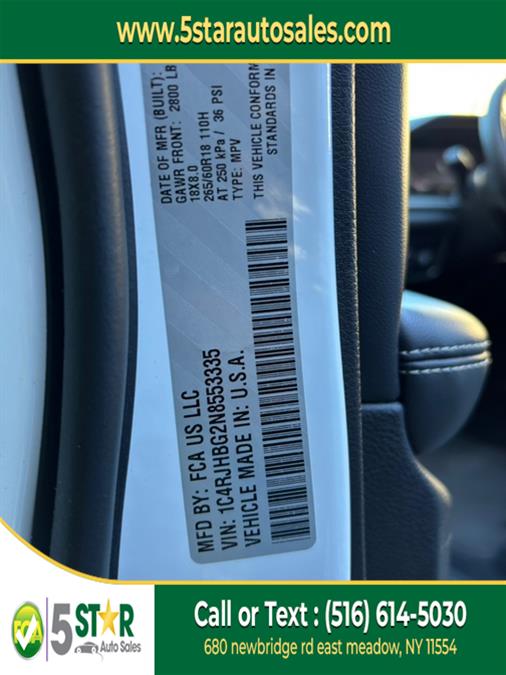 www.5starautosales.com
DATE OF MFR (BUILT):
GAWR FRONT: 2800 LB
18X8.0
265/60R18 110H
AT 250 kPa / 36 PSI
TYPE: MPV
THIS VEHICLE CONFORM
STANDARDS IN
MFD BY: FCA US LLC
VIN: 1C4RJHBG2N8553335
VEHICLE MADE IN: U.S.A.
FCA
5 STAR
Auto Sales
Call or Text : (516) 614-5030
680 newbridge rd east meadow, NY 11554